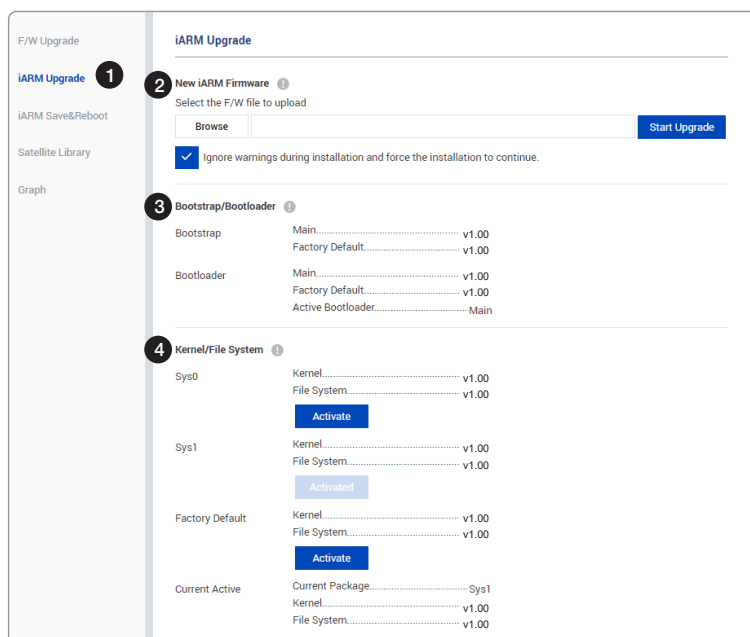 F/W Upgrade
iARM Upgrade 1
iARM Save&Reboot
Satellite Library
Graph
iARM Upgrade
2 New iARM Firmware !
Select the F/W file to upload
Browse Start Upgrade
Ignore warnings during installation and force the installation to continue.
3 Bootstrap/Bootloader !
Bootstrap Main v1.00
Factory Default v1.00
Bootloader Main v1.00
Factory Default v1.00
Active Bootloader Main
4 Kernel/File System !
Sys0 Kernel v1.00
File System v1.00
Activate
Sys1 Kernel v1.00
File System v1.00
Activated
Factory Default Kernel v1.00
File System v1.00
Activate
Current Active Current Package Sys1
Kernel v1.00
File System v1.00